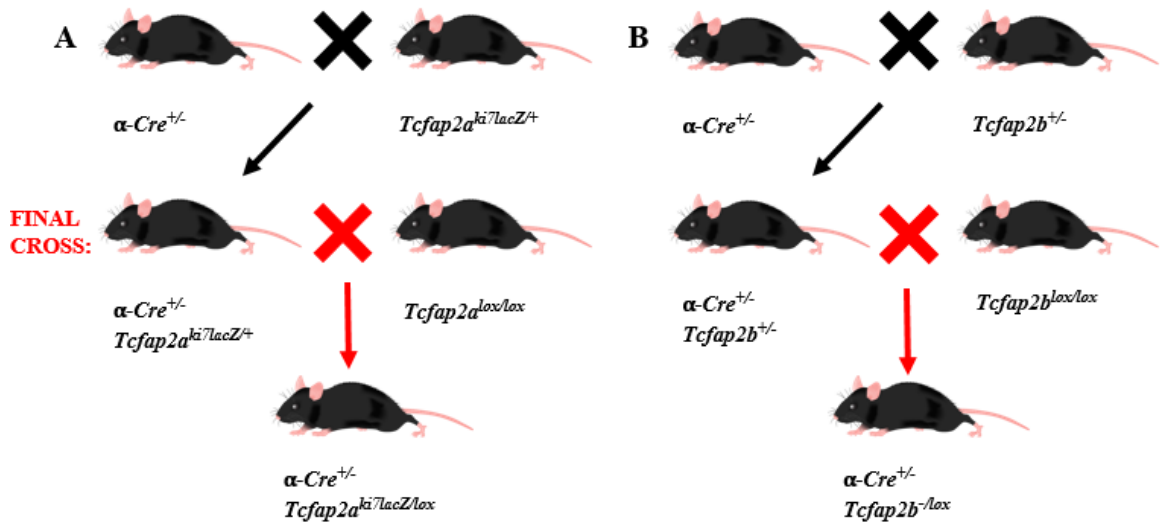 A
B
α-Cre+/-
Tcfap2aki7lacZ/+
α-Cre+/-
Tcfap2b+/-
FINAL
CROSS:
α-Cre+/-
Tcfap2aki7lacZ/+
Tcfap2alox/lox
α-Cre+/-
Tcfap2b+/-
Tcfap2blox/lox
α-Cre+/-
Tcfap2aki7lacZ/lox
α-Cre+/-
Tcfap2b-/lox